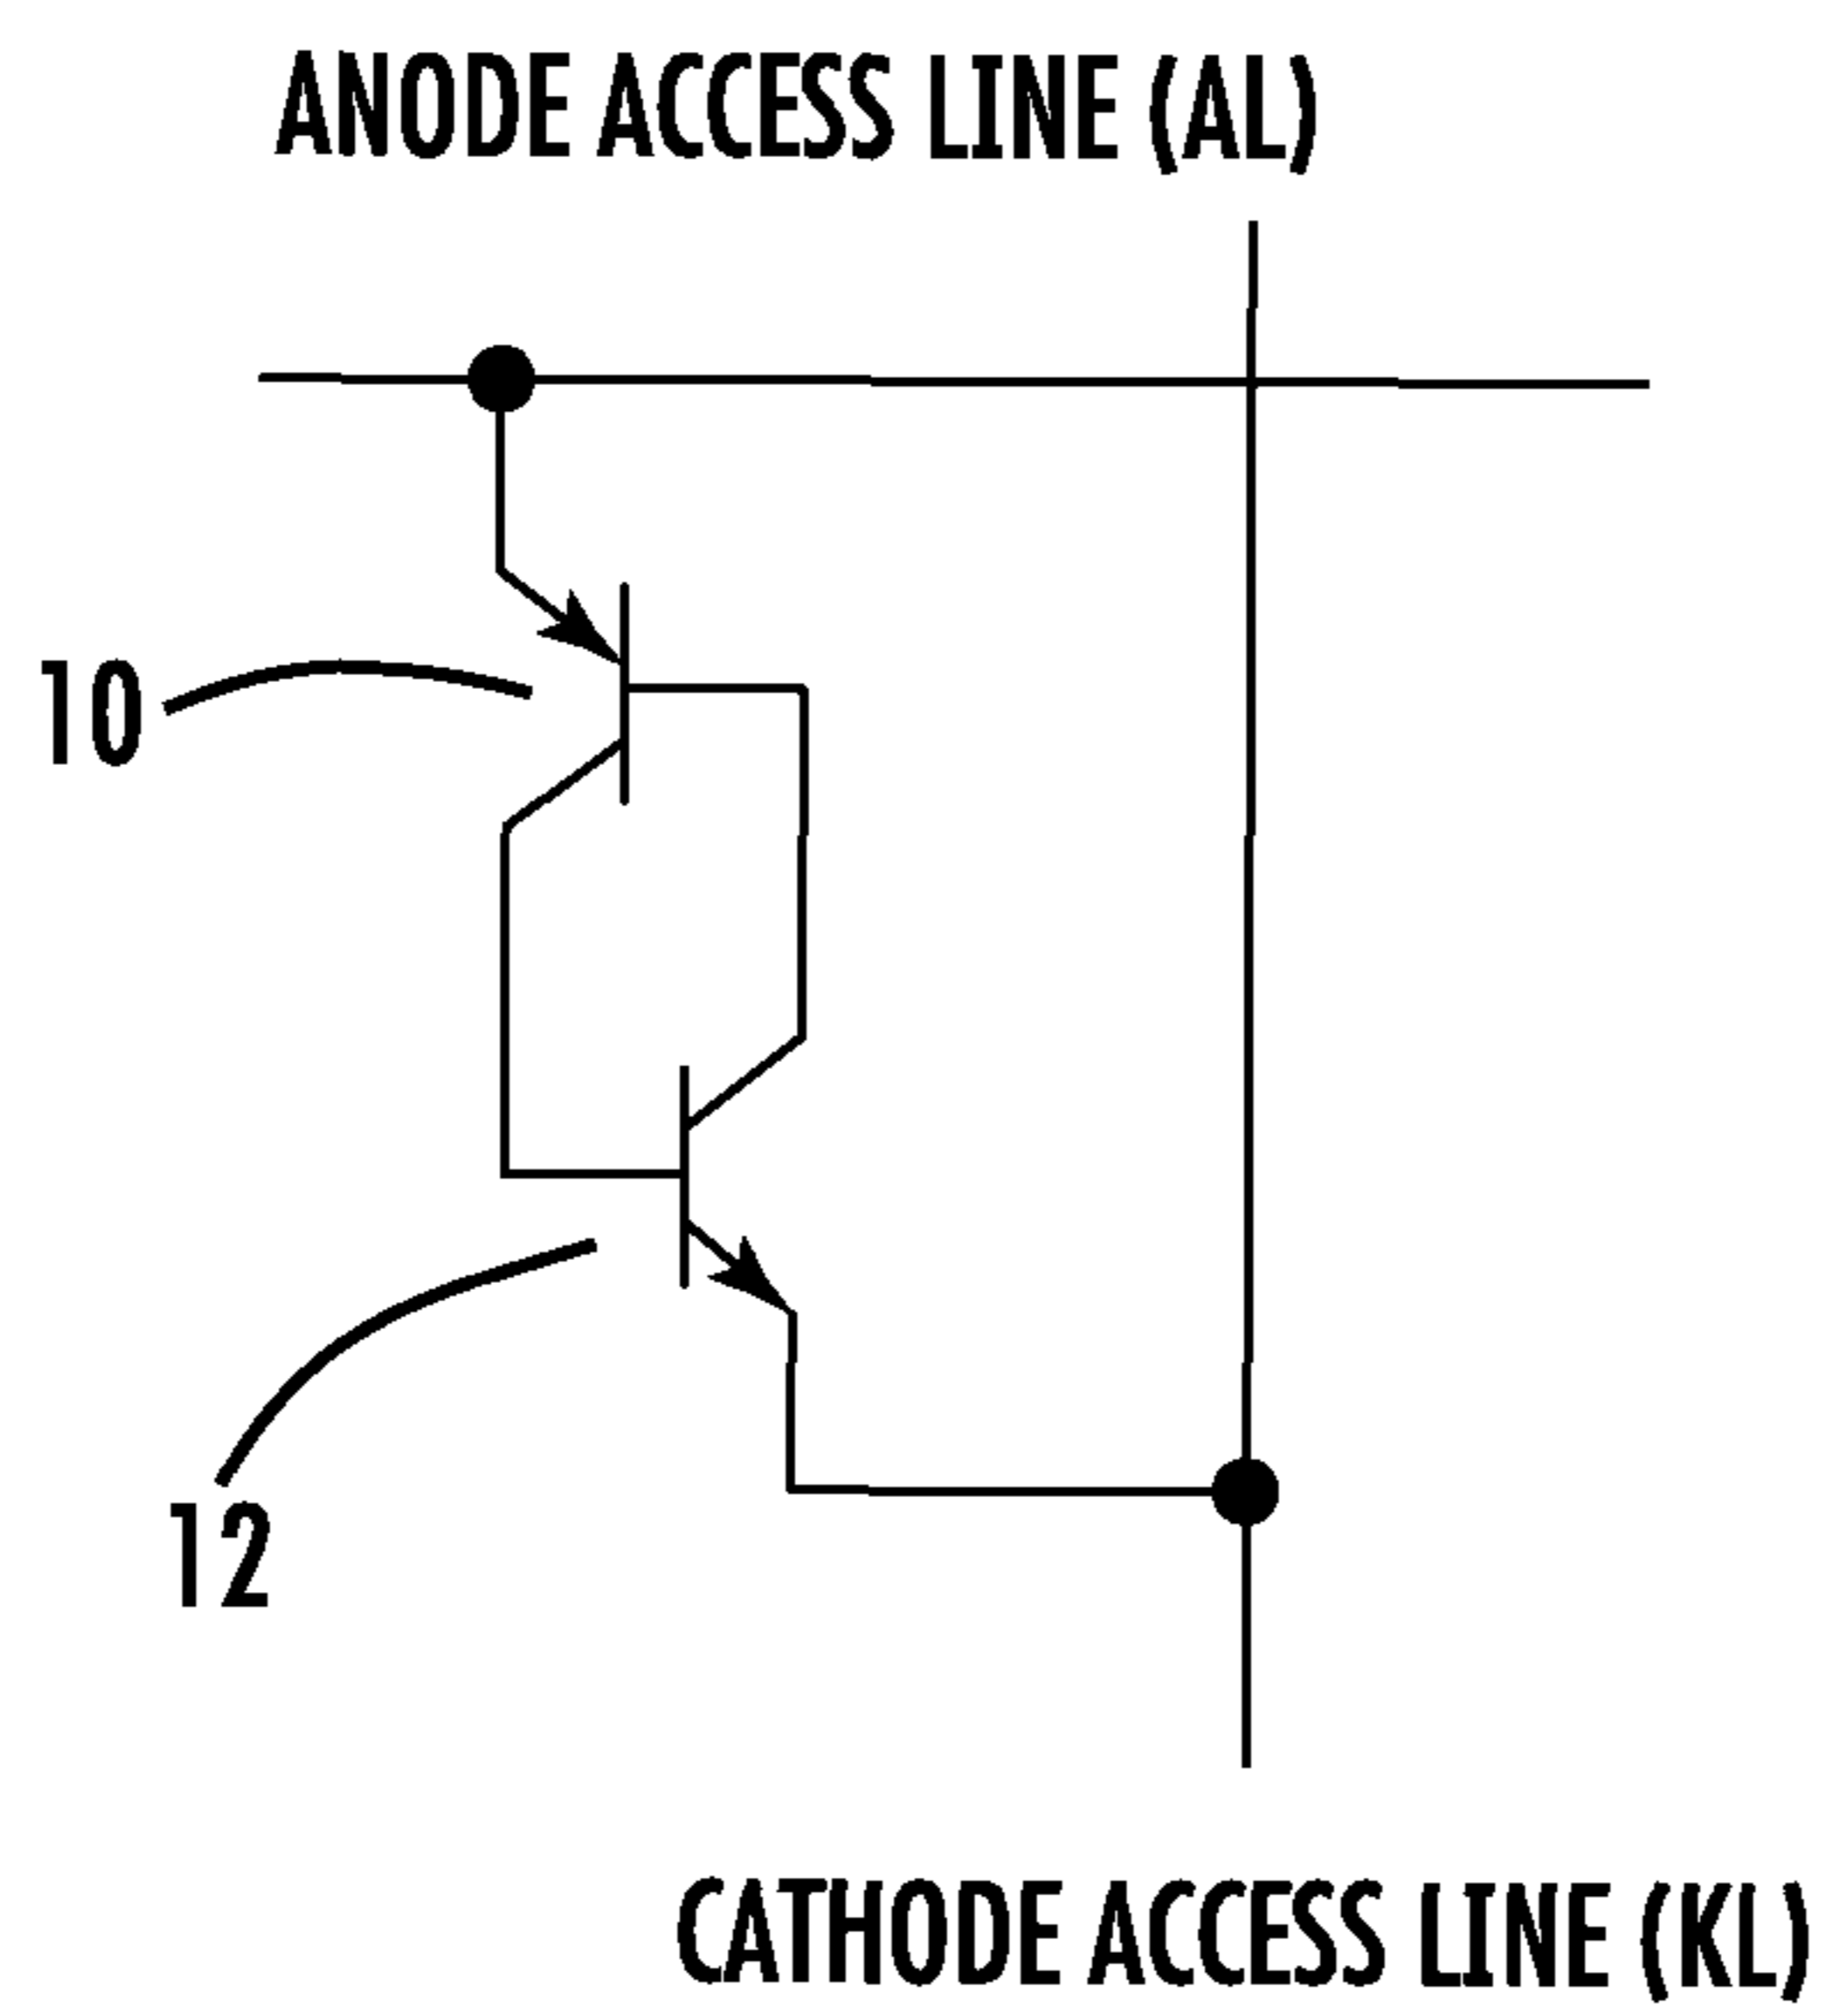 ANODE ACCESS LINE (AL)
10
12
CATHODE ACCESS LINE (KL)